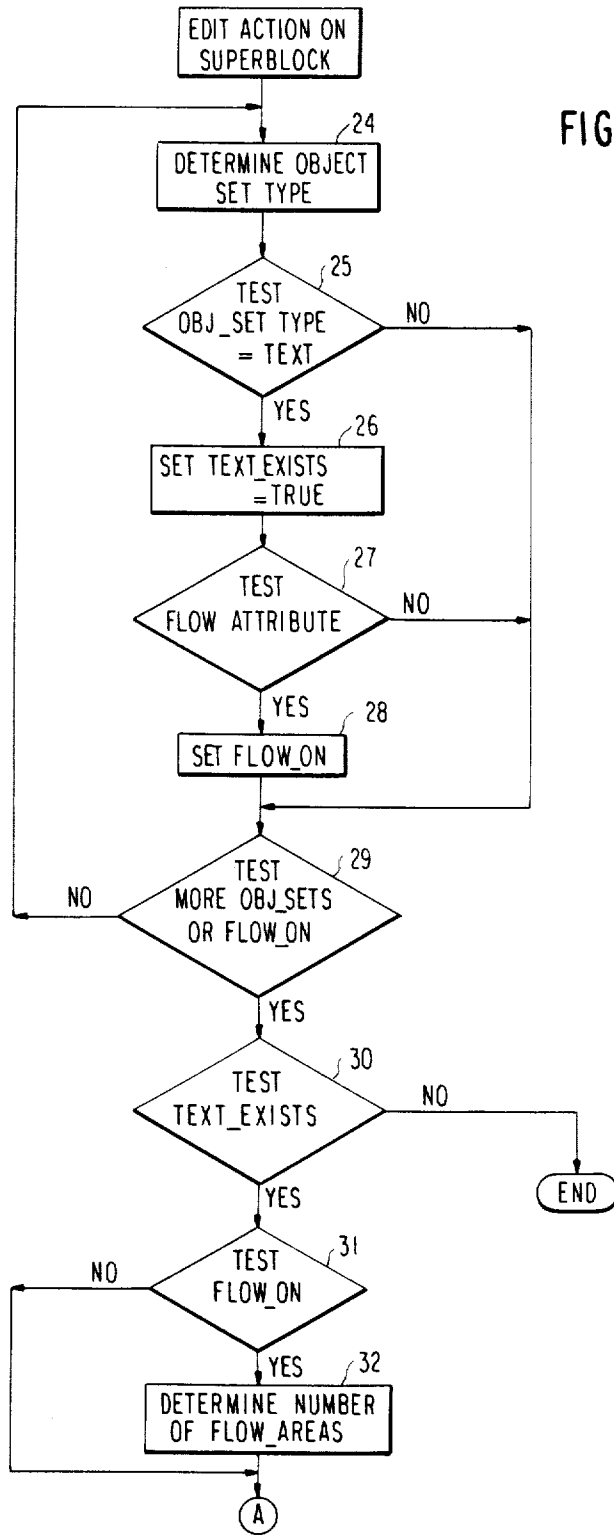 EDIT ACTION ON
SUPERBLOCK
FIG
24
DETERMINE OBJECT
SET TYPE
25
TEST
OBJ_SET TYPE
= TEXT
NO
YES
26
SET TEXT_EXISTS
=TRUE
27
TEST
FLOW ATTRIBUTE
NO
YES
28
SET FLOW_ON
29
TEST
MORE OBJ_SETS
OR FLOW_ON
NO
YES
30
TEST
TEXT_EXISTS
NO
END
YES
31
TEST
FLOW_ON
NO
YES
32
DETERMINE NUMBER
OF FLOW_AREAS
A